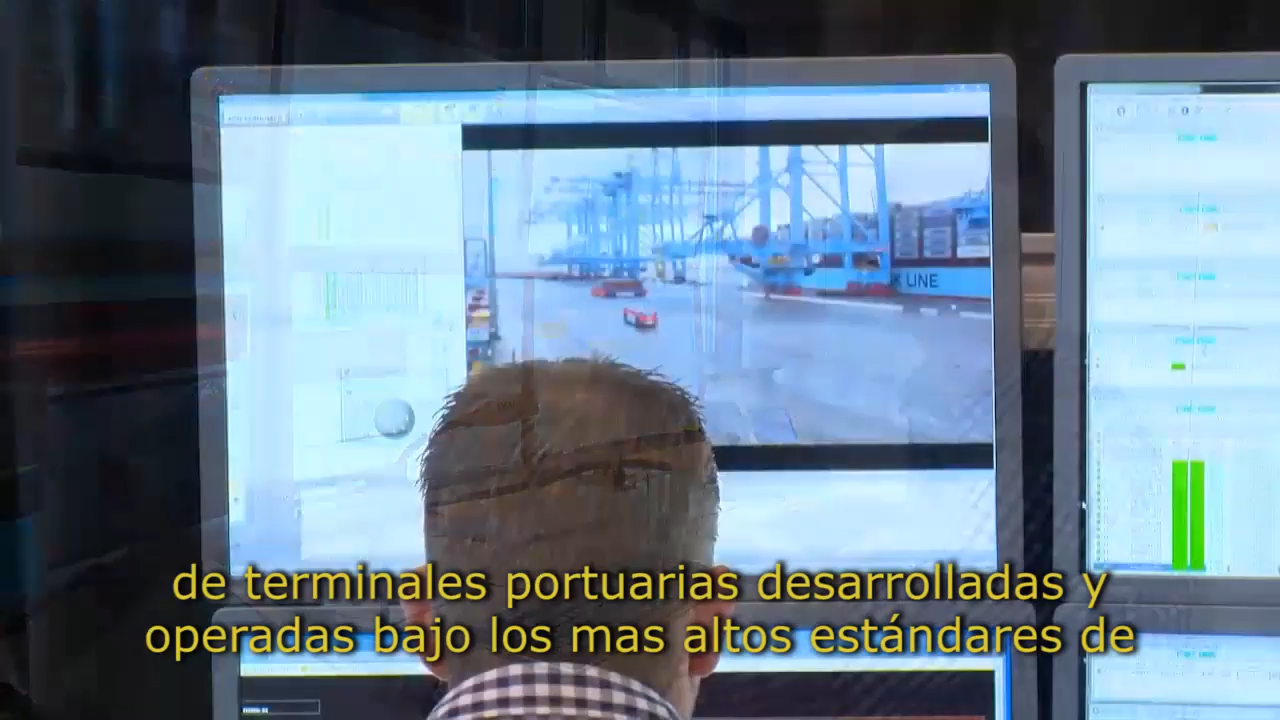 K LINE
de terminales portuarias desarrolladas y
operadas bajo los mas altos estándares de